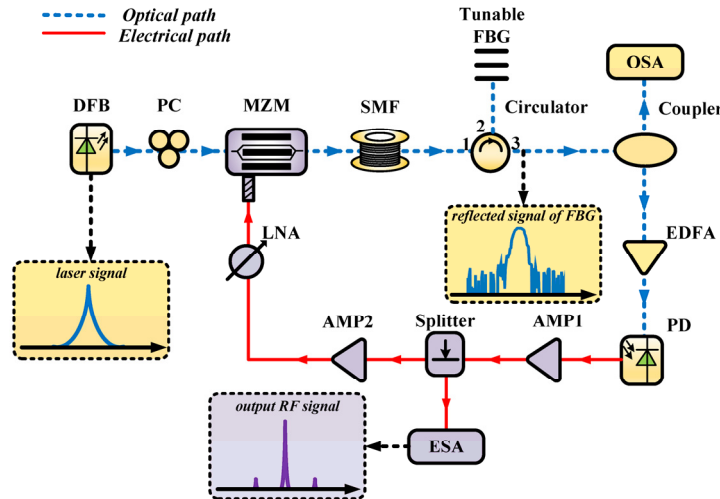 Optical path
Electrical path
Tunable
FBG
OSA
DFB
PC
MZM
SMF
Circulator
Coupler
1
2
3
LNA
reflected signal of FBG
EDFA
laser signal
AMP2
Splitter
AMP1
PD
output RF signal
ESA